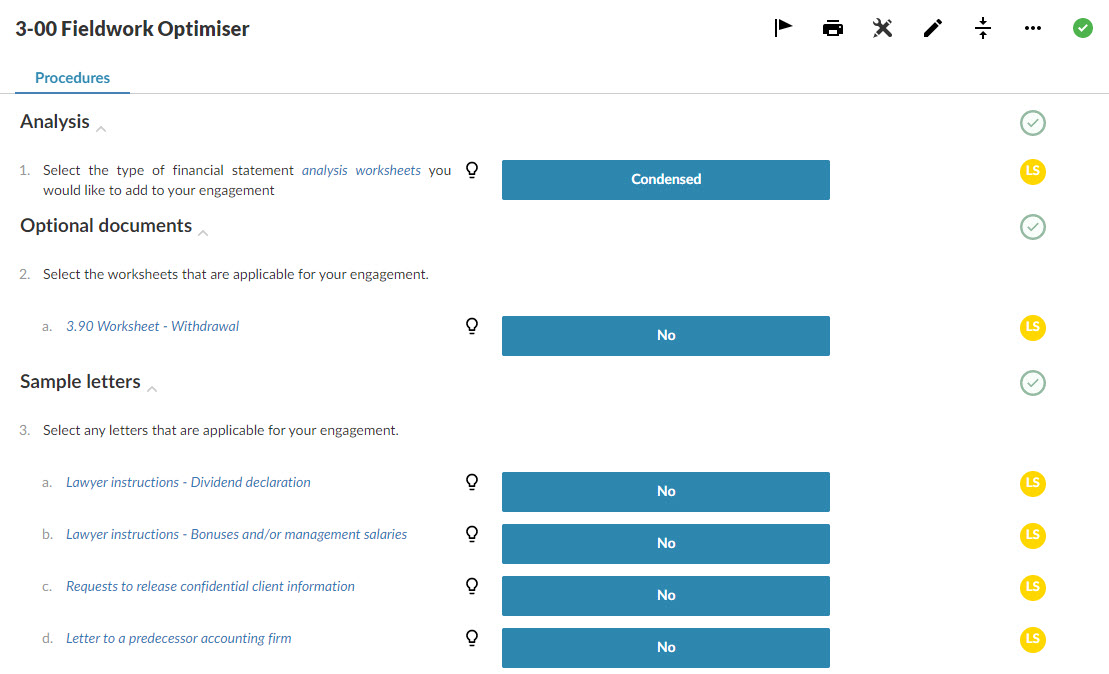 3-00 Fieldwork Optimiser
Procedures
Analysis
1. Select the type of financial statement analysis worksheets you
would like to add to your engagement
Condensed
LS
Optional documents
2. Select the worksheets that are applicable for your engagement.
a. 3.90 Worksheet - Withdrawal
No
LS
Sample letters
3. Select any letters that are applicable for your engagement.
a. Lawyer instructions - Dividend declaration
No
LS
b. Lawyer instructions - Bonuses and/or management salaries
No
LS
c. Requests to release confidential client information
No
LS
d. Letter to a predecessor accounting firm
No
LS